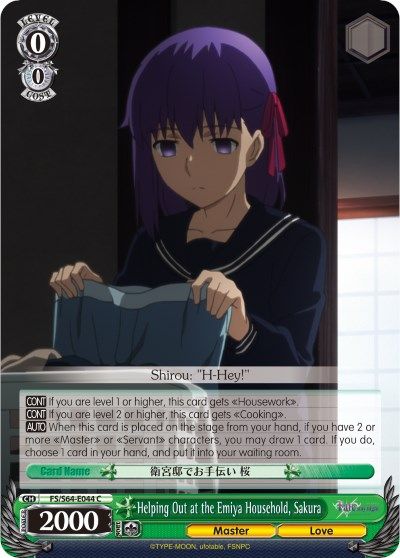 LEVEL
0
0
COST
Shirou: "H-Hey!"
CONT If you are level 1 or higher, this card gets «Housework».
CONT If you are level 2 or higher, this card gets «Cooking».
AUTO When this card is placed on the stage from your hand, if you have 2 or
more «Master» or «Servant» characters, you may draw 1 card. If you do,
choose 1 card in your hand, and put it into your waiting room.
Card Name 衛宮邸でお手伝い 桜
CH FS/S64-E044 C
Helping Out at the Emiya Household, Sakura
POWER 2000
Master Love
©TYPE-MOON, ufotable, FSNPC